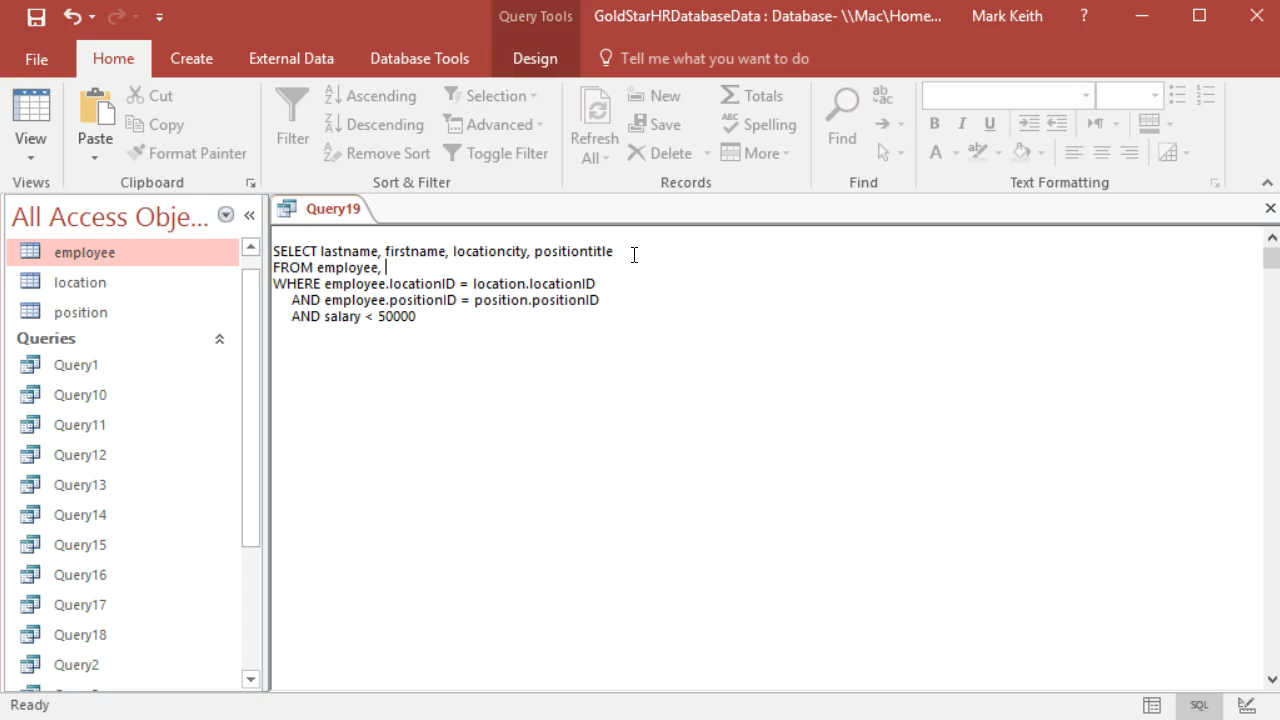 Query Tools
GoldStarHRDatabaseData : Database- \\Mac\Home...
Mark Keith
?
File
Home
Create
External Data
Database Tools
Design
Tell me what you want to do
View
Paste
Cut
Copy
Format Painter
Filter
Ascending
Descending
Remove Sort
Selection
Advanced
Toggle Filter
Refresh
All
New
Save
Delete
Totals
Spelling
More
Find
B I U
A
Views
Clipboard
Sort & Filter
Records
Find
Text Formatting
All Access Obje...
employee
location
position
Queries
Query1
Query10
Query11
Query12
Query13
Query14
Query15
Query16
Query17
Query18
Query2
Query19
SELECT lastname, firstname, locationcity, positiontitle
FROM employee,
WHERE employee.locationID = location.locationID
AND employee.positionID = position.positionID
AND salary < 50000
Ready
SQL